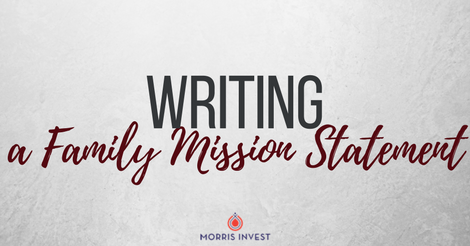 WRITING
a Family Mission Statement
MORRIS INVEST